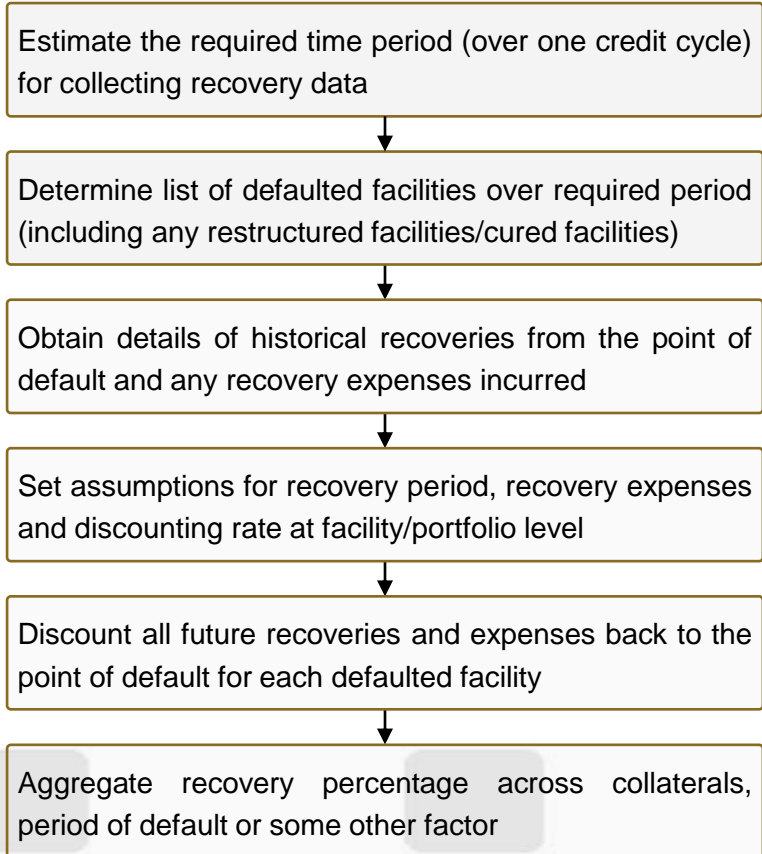 Estimate the required time period (over one credit cycle)
for collecting recovery data
Determine list of defaulted facilities over required period
(including any restructured facilities/cured facilities)
Obtain details of historical recoveries from the point of
default and any recovery expenses incurred
Set assumptions for recovery period, recovery expenses
and discounting rate at facility/portfolio level
Discount all future recoveries and expenses back to the
point of default for each defaulted facility
Aggregate recovery percentage across collaterals,
period of default or some other factor